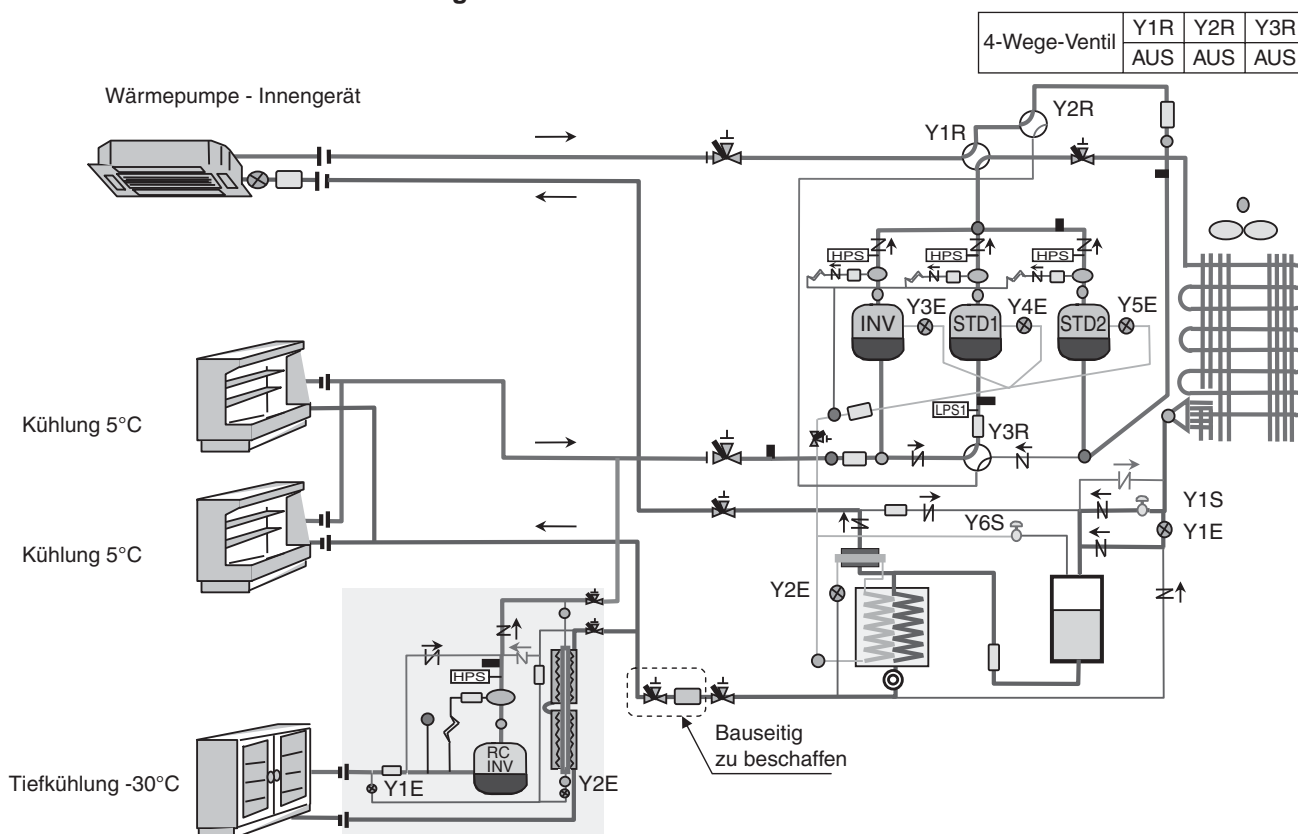 g
4-Wege-Ventil Y1R Y2R Y3R
AUS AUS AUS
Wärmepumpe - Innengerät
Y2R
Y1R
HPS HPS HPS
INV Y3E STD1 Y4E STD2 Y5E
LPS1
Y3R
Kühlung 5°C
Kühlung 5°C
Y1S
Y6S
Y1E
Y2E
HPS
RC
INV
Y1E
Y2E
Tiefkühlung -30°C
Bauseitig
zu beschaffen